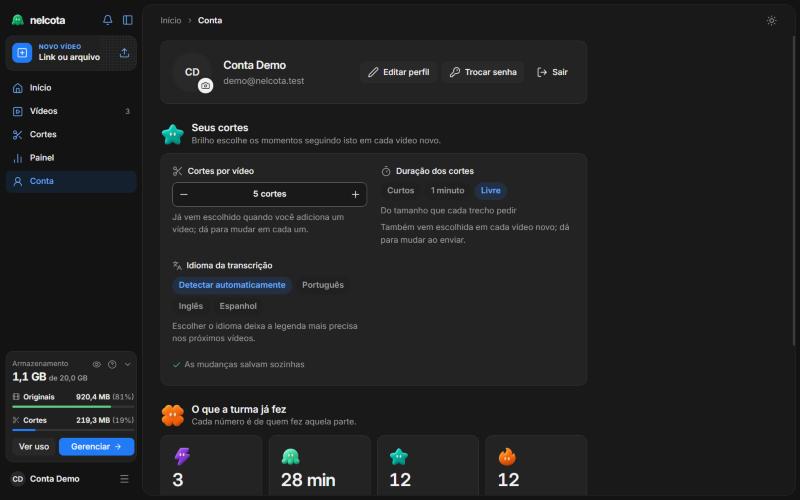 nelcota
NOVO VÍDEO
Link ou arquivo
Início
Vídeos 3
Cortes
Painel
Conta
Armazenamento
1,1 GB de 20,0 GB
Originais 920,4 MB (81%)
Cortes 219,3 MB (19%)
Ver uso Gerenciar →
CD Conta Demo
Início > Conta
CD
Conta Demo
demo@nelcota.test
Editar perfil Trocar senha Sair
Seus cortes
Brilho escolhe os momentos seguindo isto em cada vídeo novo.
Cortes por vídeo
− 5 cortes +
Já vem escolhido quando você adiciona um
vídeo; dá para mudar em cada um.
Duração dos cortes
Curtos 1 minuto Livre
Do tamanho que cada trecho pedir
Também vem escolhida em cada vídeo novo; dá
para mudar ao enviar.
Idioma da transcrição
Detectar automaticamente Português
Inglês Espanhol
Escolher o idioma deixa a legenda mais precisa
nos próximos vídeos.
As mudanças salvam sozinhas
O que a turma já fez
Cada número é de quem fez aquela parte.
3 28 min 12 12